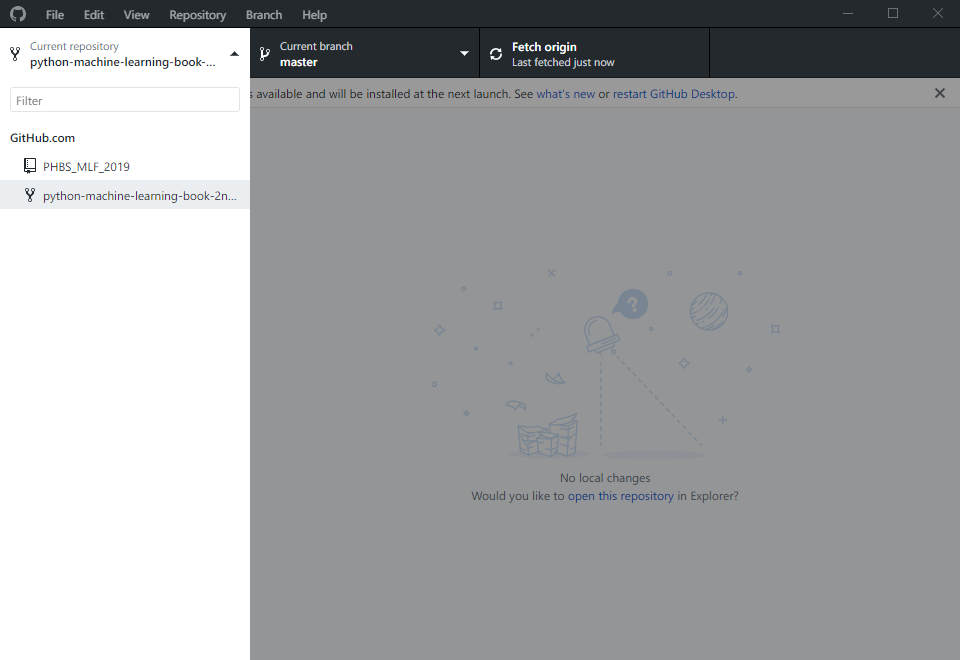 File Edit View Repository Branch Help
Current repository
python-machine-learning-book-...
Current branch
master
Fetch origin
Last fetched just now
Filter
available and will be installed at the next launch. See what's new or restart GitHub Desktop.
GitHub.com
PHBS_MLF_2019
python-machine-learning-book-2n...
?
No local changes
Would you like to open this repository in Explorer?